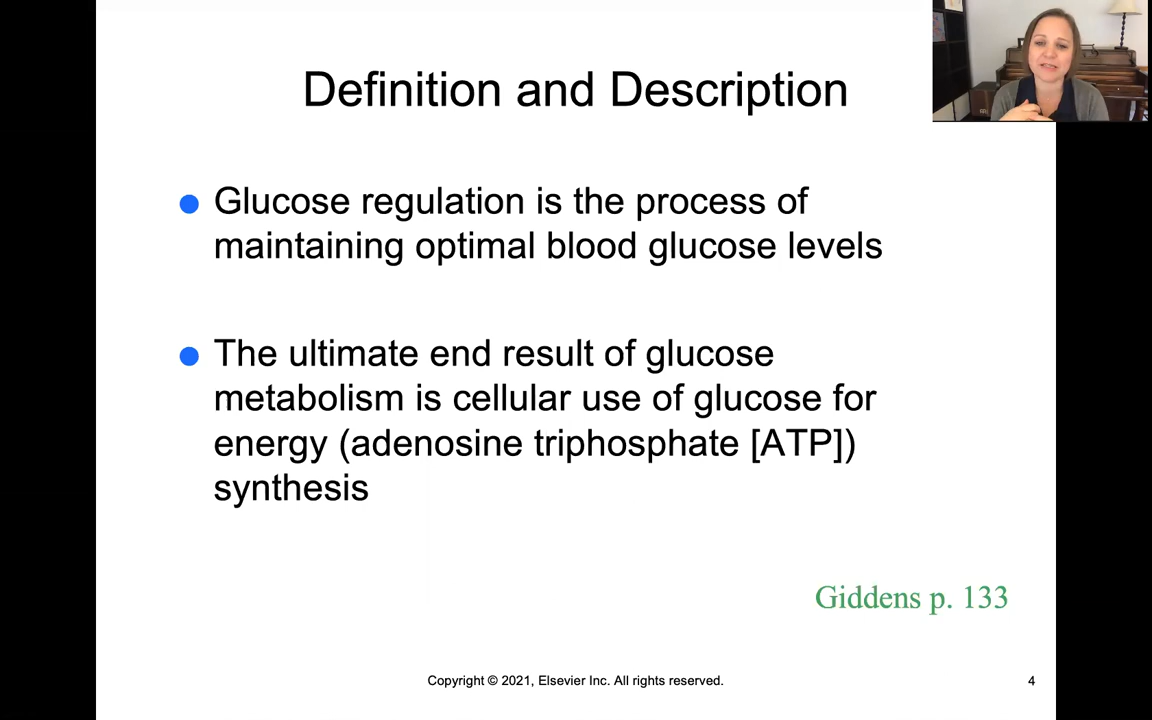 Definition and Description
Glucose regulation is the process of
maintaining optimal blood glucose levels
The ultimate end result of glucose
metabolism is cellular use of glucose for
energy (adenosine triphosphate [ATP])
synthesis
Giddens p. 133
Copyright © 2021, Elsevier Inc. All rights reserved.
4